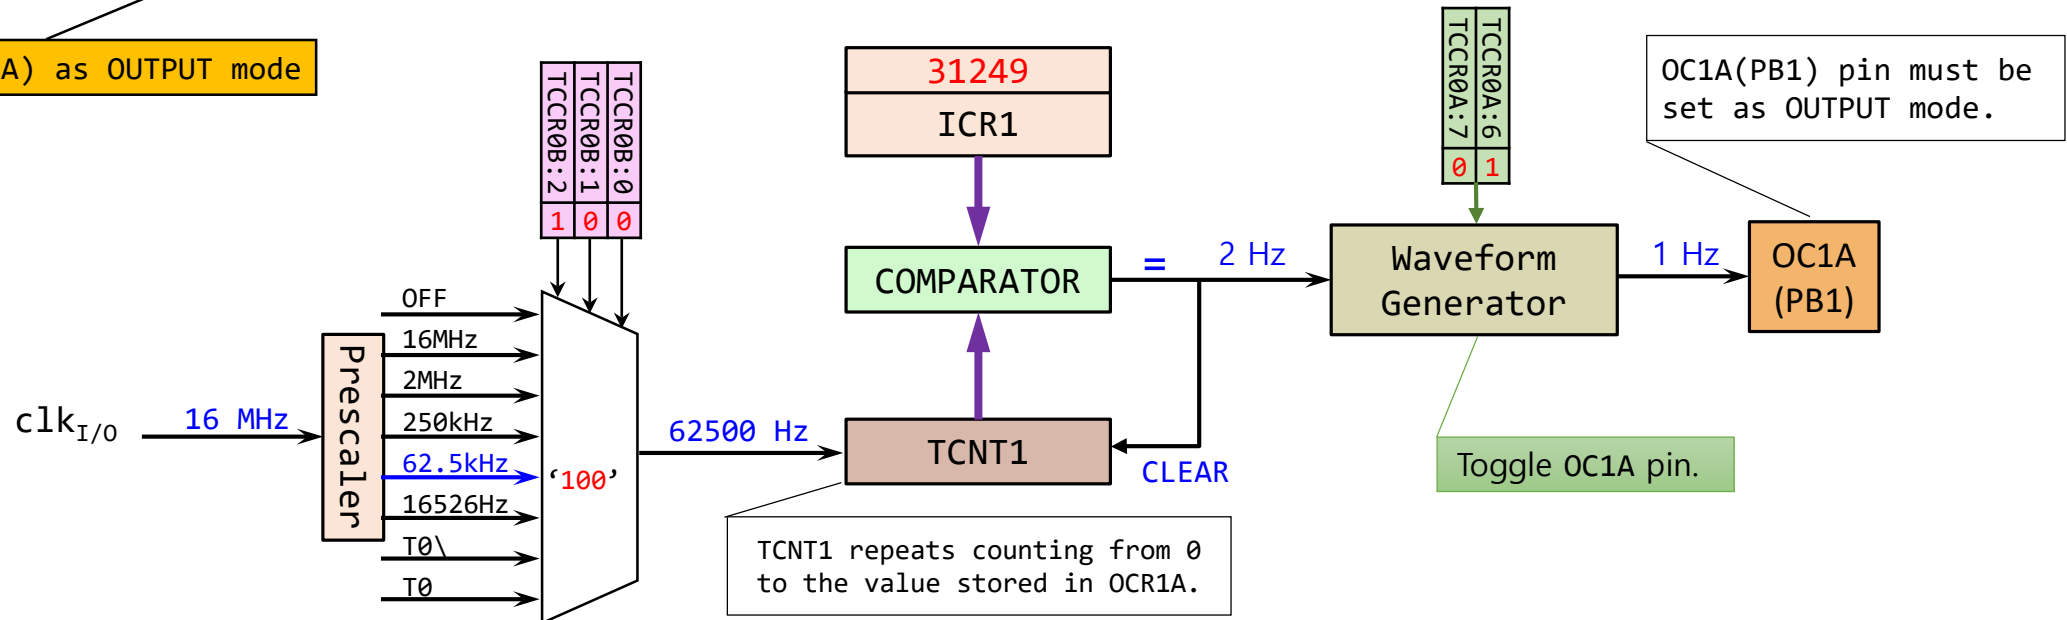 A) as OUTPUT mode
TCCR0B:2
TCCR0B:1
TCCR0B:0
1 0 0
31249
ICR1
TCCR0A:7
TCCR0A:6
0 1
OC1A(PB1) pin must be
set as OUTPUT mode.
COMPARATOR
=
2 Hz
Waveform
Generator
1 Hz
OC1A
(PB1)
clkI/O
16 MHz
Prescaler
OFF
16MHz
2MHz
250kHz
62.5kHz
16526Hz
T0\
T0
‘100’
62500 Hz
TCNT1
CLEAR
Toggle OC1A pin.
TCNT1 repeats counting from 0
to the value stored in OCR1A.